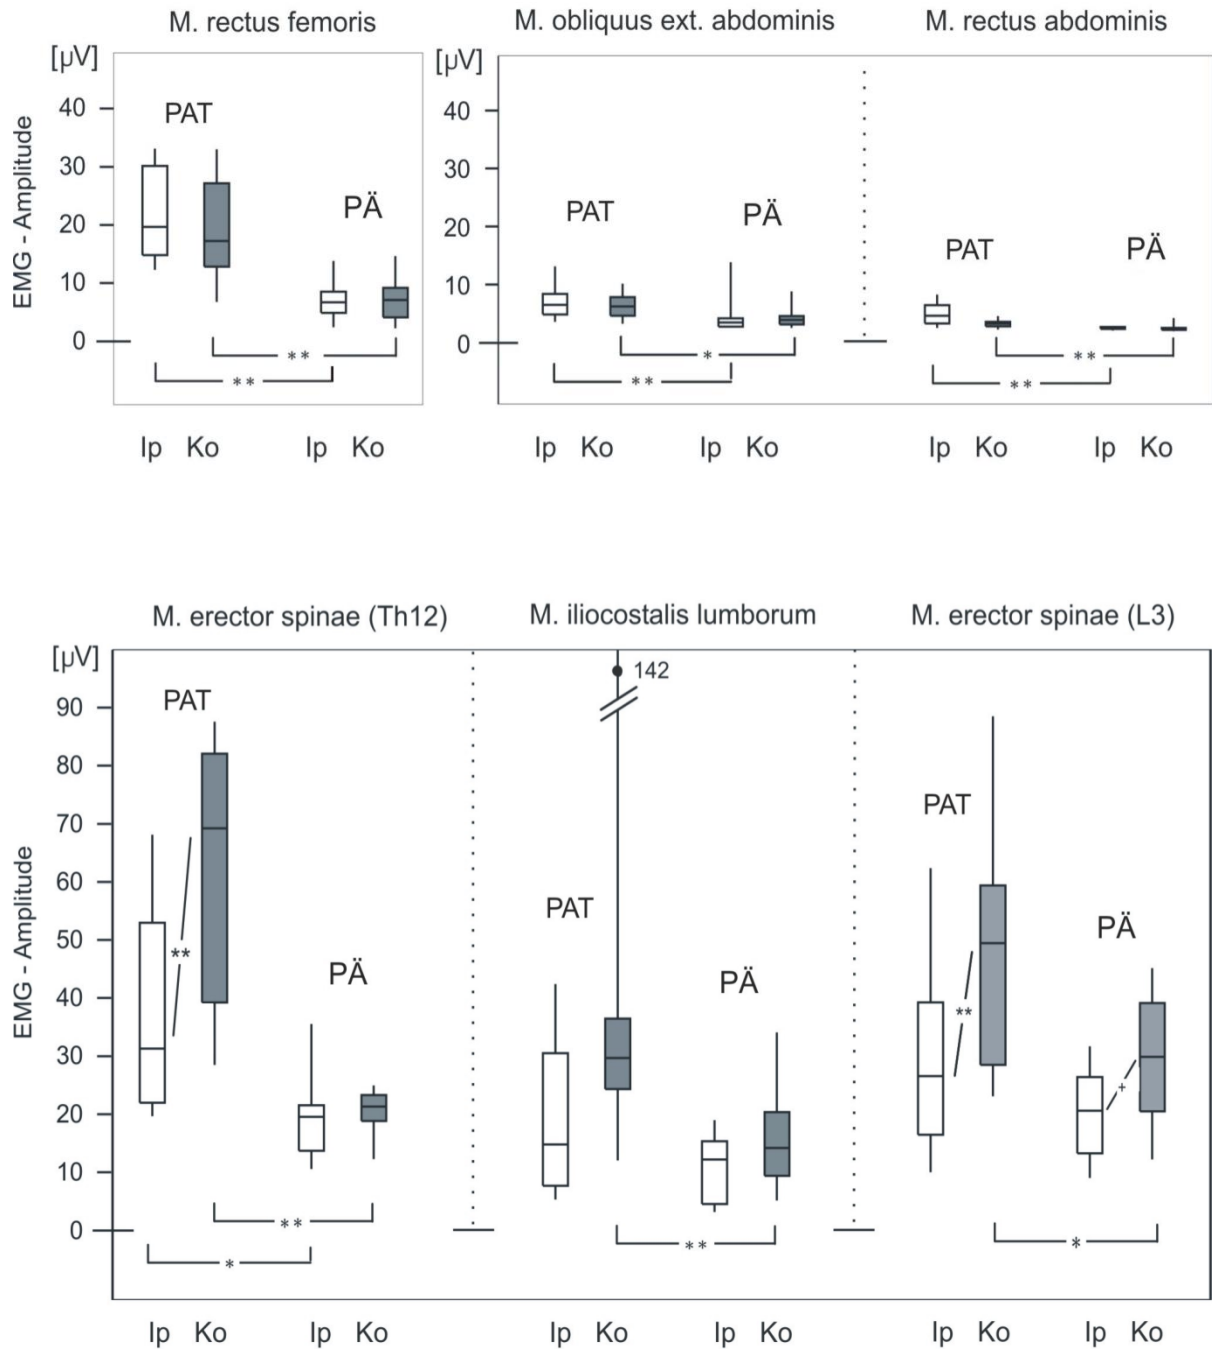 M. rectus femoris M. obliquus ext. abdominis M. rectus abdominis
[µV] [µV]
EMG - Amplitude
40 PAT 40
30 30
20 PÄ 20 PAT PÄ PAT PÄ
10 10
0 0
** * **
** ** **
Ip Ko Ip Ko Ip Ko Ip Ko Ip Ko Ip Ko
M. erector spinae (Th12) M. iliocostalis lumborum M. erector spinae (L3)
[µV] 142
EMG - Amplitude
90 PAT
80
70 PAT
60
50 ** PAT PÄ
40 PÄ PÄ **
30
20 +
10
0 ** ** *
*
Ip Ko Ip Ko Ip Ko Ip Ko Ip Ko Ip Ko